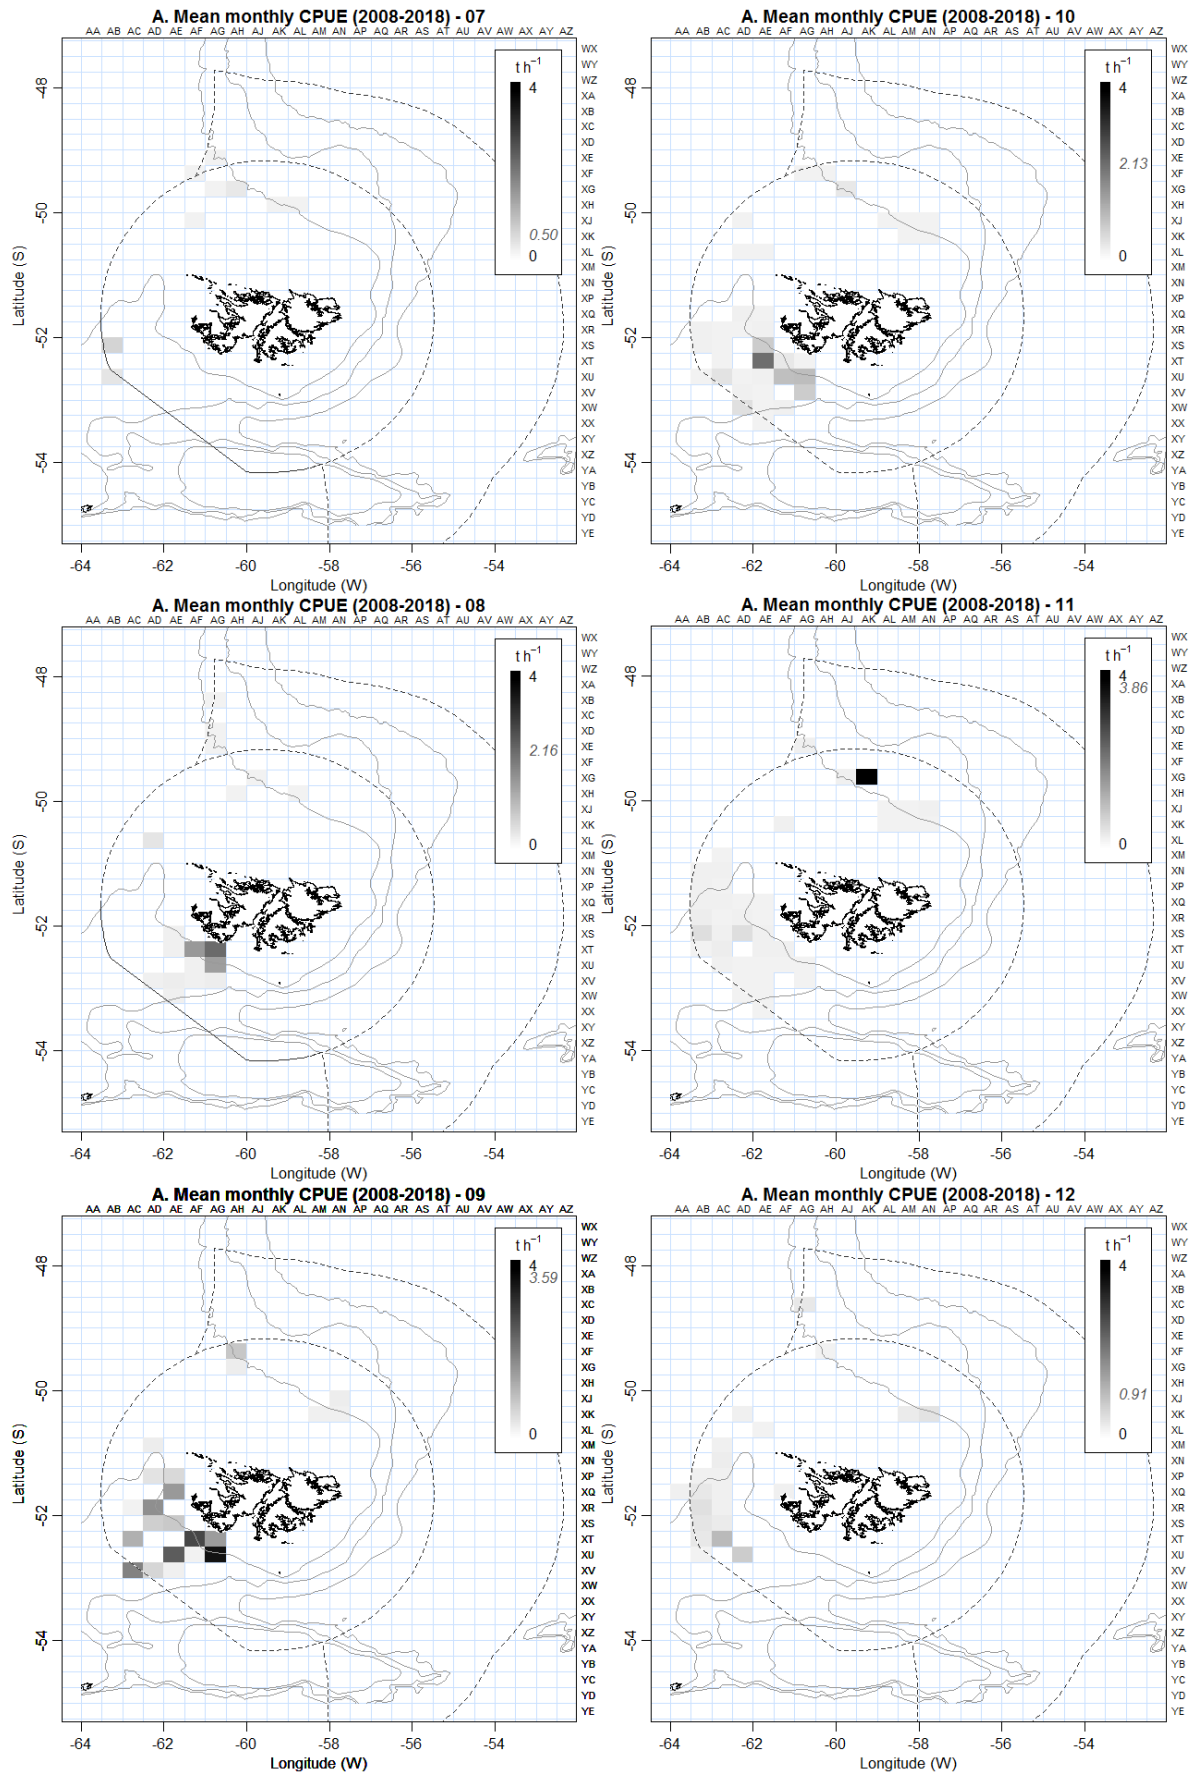 A. Mean monthly CPUE (2008-2018) - 07
AA AB AC AD AE AF AG AH AJ AK AL AM AN AP AQ AR AS AT AU AV AW AX AY AZ
t h⁻¹
4
0.50
0
WX
WY
WZ
XA
XB
XC
XD
XE
XF
XG
XH
XJ
XK
XL
XM
XN
XP
XQ
XR
XS
XT
XU
XV
XW
XX
XY
XZ
YA
YB
YC
YD
YE
Latitude (S)
-48
-50
-52
-54
-64 -62 -60 -58 -56 -54
Longitude (W)
A. Mean monthly CPUE (2008-2018) - 08
AA AB AC AD AE AF AG AH AJ AK AL AM AN AP AQ AR AS AT AU AV AW AX AY AZ
t h⁻¹
4
2.16
0
WX
WY
WZ
XA
XB
XC
XD
XE
XF
XG
XH
XJ
XK
XL
XM
XN
XP
XQ
XR
XS
XT
XU
XV
XW
XX
XY
XZ
YA
YB
YC
YD
YE
Latitude (S)
-48
-50
-52
-54
-64 -62 -60 -58 -56 -54
Longitude (W)
A. Mean monthly CPUE (2008-2018) - 09
AA AB AC AD AE AF AG AH AJ AK AL AM AN AP AQ AR AS AT AU AV AW AX AY AZ
t h⁻¹
4
3.59
0
WX
WY
WZ
XA
XB
XC
XD
XE
XF
XG
XH
XJ
XK
XL
XM
XN
XP
XQ
XR
XS
XT
XU
XV
XW
XX
XY
XZ
YA
YB
YC
YD
YE
Latitude (S)
-48
-50
-52
-54
-64 -62 -60 -58 -56 -54
Longitude (W)
A. Mean monthly CPUE (2008-2018) - 10
AA AB AC AD AE AF AG AH AJ AK AL AM AN AP AQ AR AS AT AU AV AW AX AY AZ
t h⁻¹
4
2.13
0
WX
WY
WZ
XA
XB
XC
XD
XE
XF
XG
XH
XJ
XK
XL
XM
XN
XP
XQ
XR
XS
XT
XU
XV
XW
XX
XY
XZ
YA
YB
YC
YD
YE
Latitude (S)
-48
-50
-52
-54
-64 -62 -60 -58 -56 -54
Longitude (W)
A. Mean monthly CPUE (2008-2018) - 11
AA AB AC AD AE AF AG AH AJ AK AL AM AN AP AQ AR AS AT AU AV AW AX AY AZ
t h⁻¹
4
3.86
0
WX
WY
WZ
XA
XB
XC
XD
XE
XF
XG
XH
XJ
XK
XL
XM
XN
XP
XQ
XR
XS
XT
XU
XV
XW
XX
XY
XZ
YA
YB
YC
YD
YE
Latitude (S)
-48
-50
-52
-54
-64 -62 -60 -58 -56 -54
Longitude (W)
A. Mean monthly CPUE (2008-2018) - 12
AA AB AC AD AE AF AG AH AJ AK AL AM AN AP AQ AR AS AT AU AV AW AX AY AZ
t h⁻¹
4
0.91
0
WX
WY
WZ
XA
XB
XC
XD
XE
XF
XG
XH
XJ
XK
XL
XM
XN
XP
XQ
XR
XS
XT
XU
XV
XW
XX
XY
XZ
YA
YB
YC
YD
YE
Latitude (S)
-48
-50
-52
-54
-64 -62 -60 -58 -56 -54
Longitude (W)